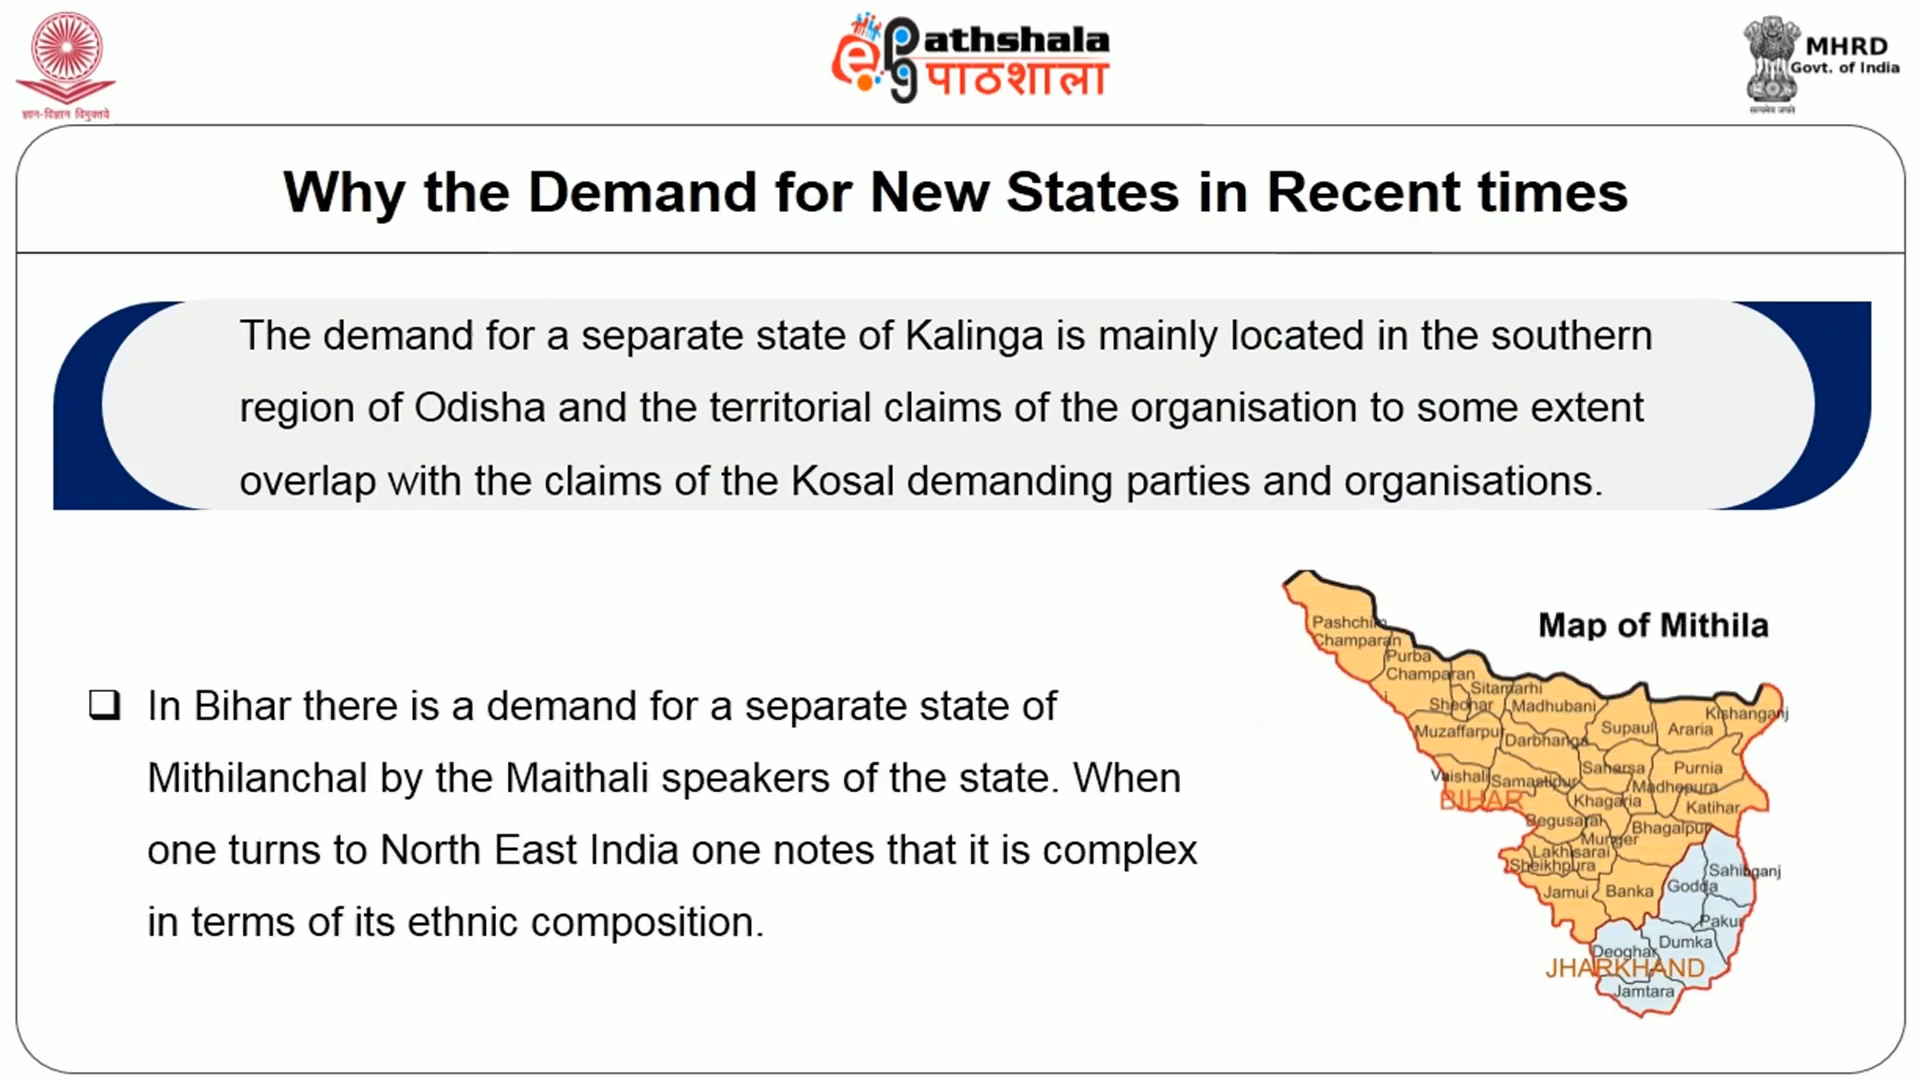 ज्ञान-विज्ञान विमुक्तये
e
pg
Pathshala
पाठशाला
MHRD
Govt. of India
सत्यमेव जयते
Why the Demand for New States in Recent times
The demand for a separate state of Kalinga is mainly located in the southern
region of Odisha and the territorial claims of the organisation to some extent
overlap with the claims of the Kosal demanding parties and organisations.
❑ In Bihar there is a demand for a separate state of
Mithilanchal by the Maithali speakers of the state. When
one turns to North East India one notes that it is complex
in terms of its ethnic composition.
Map of Mithila
Pashchim
Champaran
Purba
Champaran
Sitamarhi
Sheohar
Madhubani
Kishanganj
Muzaffarpur
Darbhanga
Supaul
Araria
Vaishali
Samastipur
Saharsa
Purnia
Madhepura
BIHAR
Khagaria
Katihar
Begusarai
Bhagalpur
Munger
Lakhisarai
Sheikhpura
Jamui
Banka
Godda
Sahibganj
Pakur
Deoghar
Dumka
JHARKHAND
Jamtara